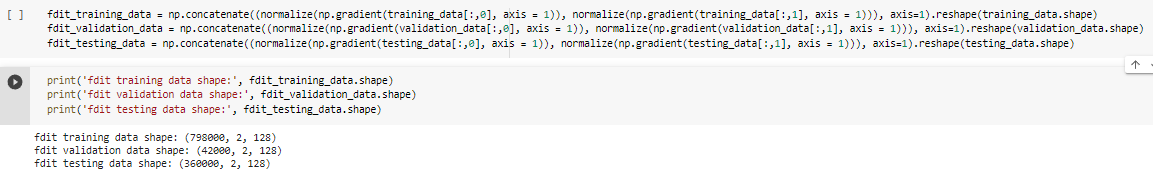 [ ] fdit_training_data = np.concatenate((normalize(np.gradient(training_data[:,0], axis = 1)), normalize(np.gradient(training_data[:,1], axis = 1))), axis=1).reshape(training_data.shape)
fdit_validation_data = np.concatenate((normalize(np.gradient(validation_data[:,0], axis = 1)), normalize(np.gradient(validation_data[:,1], axis = 1))), axis=1).reshape(validation_data.shape)
fdit_testing_data = np.concatenate((normalize(np.gradient(testing_data[:,0], axis = 1)), normalize(np.gradient(testing_data[:,1], axis = 1))), axis=1).reshape(testing_data.shape)
print('fdit training data shape:', fdit_training_data.shape)
print('fdit validation data shape:', fdit_validation_data.shape)
print('fdit testing data shape:', fdit_testing_data.shape)
fdit training data shape: (798000, 2, 128)
fdit validation data shape: (42000, 2, 128)
fdit testing data shape: (360000, 2, 128)